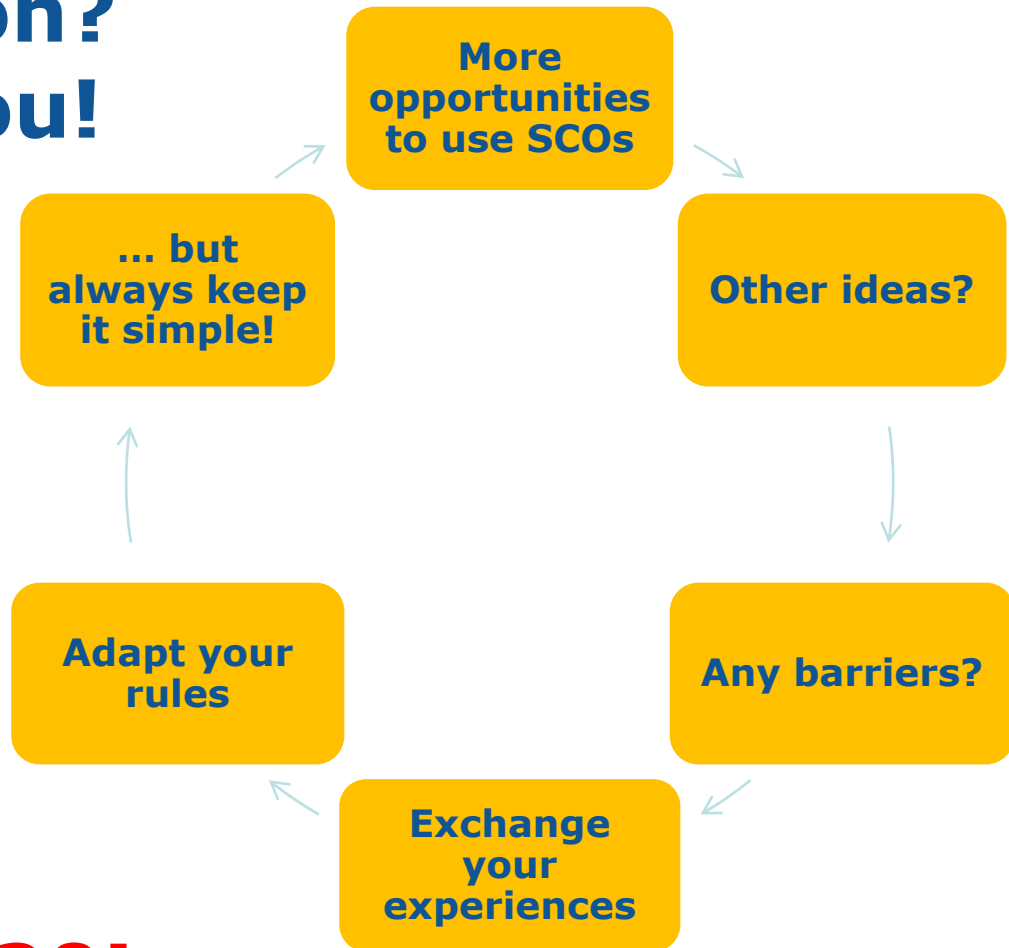 on?
ou!
More
opportunities
to use SCOs
Other ideas?
Any barriers?
Exchange
your
experiences
Adapt your
rules
... but
always keep
it simple!